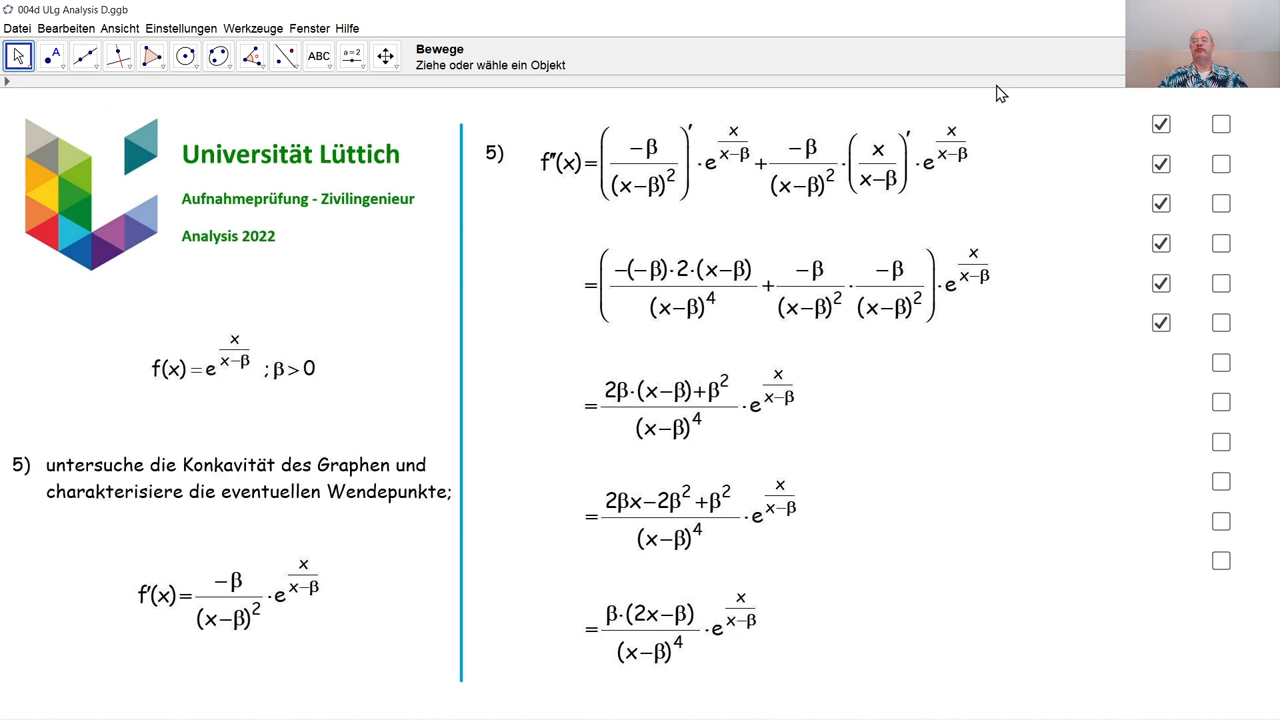 004d ULg Analysis D.ggb
Datei Bearbeiten Ansicht Einstellungen Werkzeuge Fenster Hilfe
A ABC a=2
Bewege
Ziehe oder wähle ein Objekt
Universität Lüttich
Aufnahmeprüfung - Zivilingenieur
Analysis 2022
f(x) = e^(x/(x−β)) ; β > 0
5) untersuche die Konkavität des Graphen und
charakterisiere die eventuellen Wendepunkte;
f'(x) = (−β)/(x−β)² · e^(x/(x−β))
5) f''(x) = ((−β)/(x−β)²)' · e^(x/(x−β)) + (−β)/(x−β)² · (x/(x−β))' · e^(x/(x−β))
= ((−(−β)·2·(x−β))/(x−β)⁴ + (−β)/(x−β)² · (−β)/(x−β)²) · e^(x/(x−β))
= (2β·(x−β)+β²)/(x−β)⁴ · e^(x/(x−β))
= (2βx−2β²+β²)/(x−β)⁴ · e^(x/(x−β))
= (β·(2x−β))/(x−β)⁴ · e^(x/(x−β))